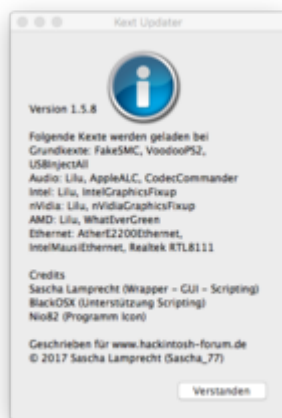 Kext Updater
Version 1.5.8
Folgende Kexte werden geladen bei
Grundkexte: FakeSMC, VoodooPS2,
USBInjectAll
Audio: Lilu, AppleALC, CodecCommander
Intel: Lilu, IntelGraphicsFixup
nVidia: Lilu, nVidiaGraphicsFixup
AMD: Lilu, WhatEverGreen
Ethernet: AtherE2200Ethernet,
IntelMausiEthernet, Realtek RTL8111
Credits
Sascha Lamprecht (Wrapper – GUI – Scripting)
BlackOSX (Unterstützung Scripting)
Nio82 (Programm Icon)
Geschrieben für www.hackintosh-forum.de
© 2017 Sascha Lamprecht (Sascha_77)
Verstanden